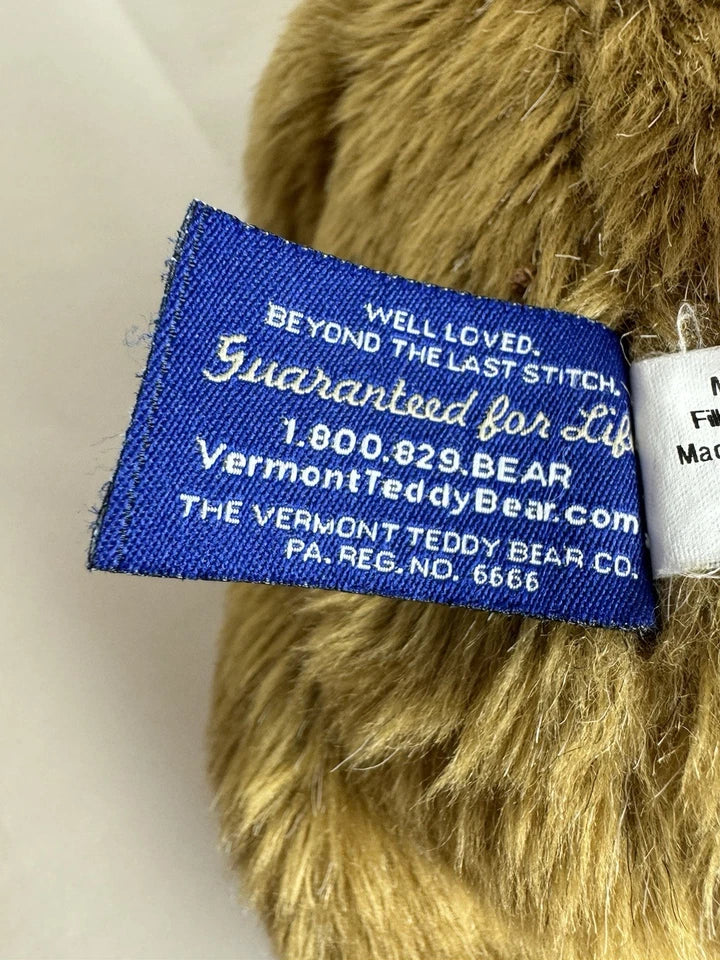 WELL LOVED.
BEYOND THE LAST STITCH.
Guaranteed for
1.800.829.BEAR
VermontTeddyBear.com
THE VERMONT TEDDY BEAR CO.
PA. REG. NO. 6666